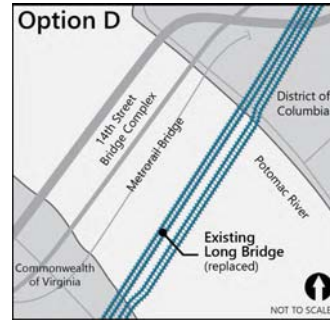 Option D
14th Street
Bridge Complex
Metrorail Bridge
District of
Columbia
Potomac River
Existing
Long Bridge
(replaced)
Commonwealth
of Virginia
NOT TO SCALE